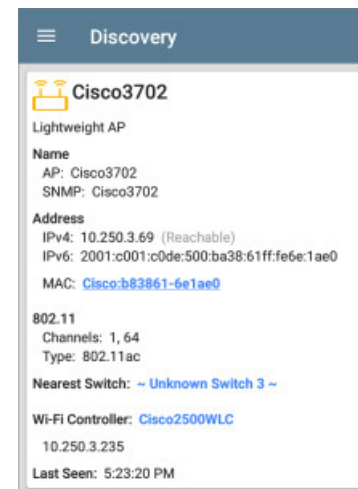 Discovery
Cisco3702
Lightweight AP
Name
AP: Cisco3702
SNMP: Cisco3702
Address
IPv4: 10.250.3.69 (Reachable)
IPv6: 2001:c001:c0de:500:ba38:61ff:fe6e:1ae0
MAC: Cisco:b83861-6e1ae0
802.11
Channels: 1, 64
Type: 802.11ac
Nearest Switch: ~ Unknown Switch 3 ~
Wi-Fi Controller: Cisco2500WLC
10.250.3.235
Last Seen: 5:23:20 PM